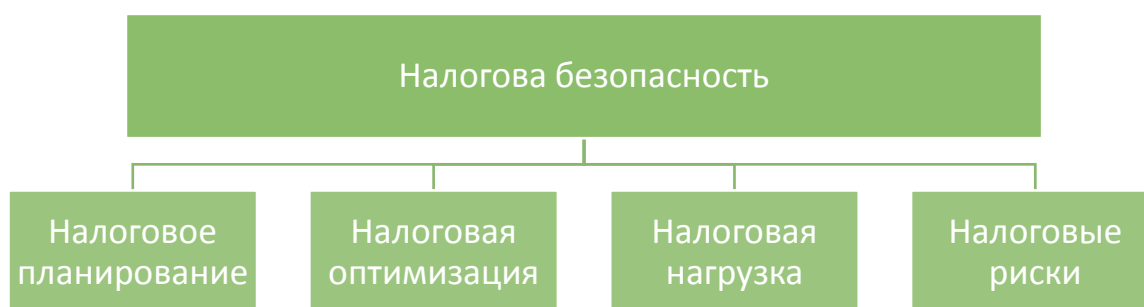 Налогова безопасность
Налоговое
планирование
Налоговая
оптимизация
Налоговая
нагрузка
Налоговые
риски